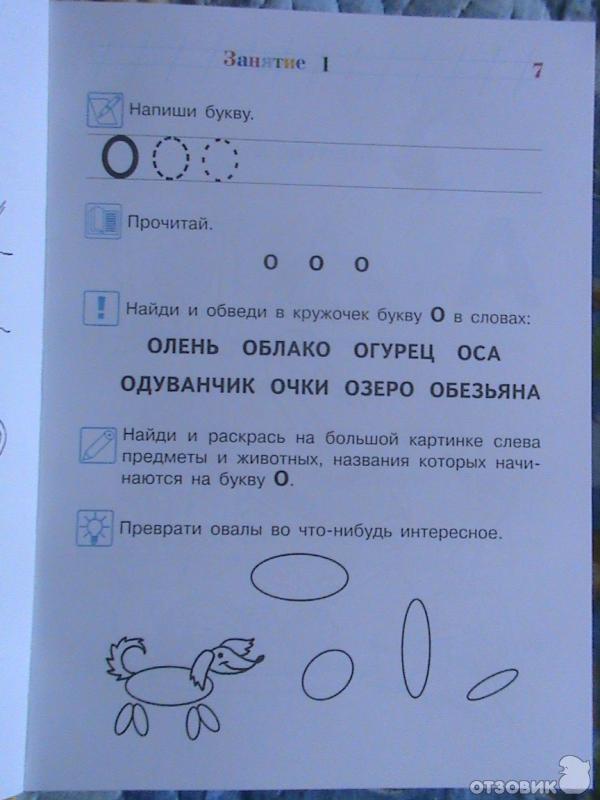 Занятие 1
7
Напиши букву.
О О О
Прочитай.
О О О
!
Найди и обведи в кружочек букву О в словах:
ОЛЕНЬ ОБЛАКО ОГУРЕЦ ОСА
ОДУВАНЧИК ОЧКИ ОЗЕРО ОБЕЗЬЯНА
Найди и раскрась на большой картинке слева
предметы и животных, названия которых начи-
наются на букву О.
Преврати овалы во что-нибудь интересное.
ОТЗОВИК